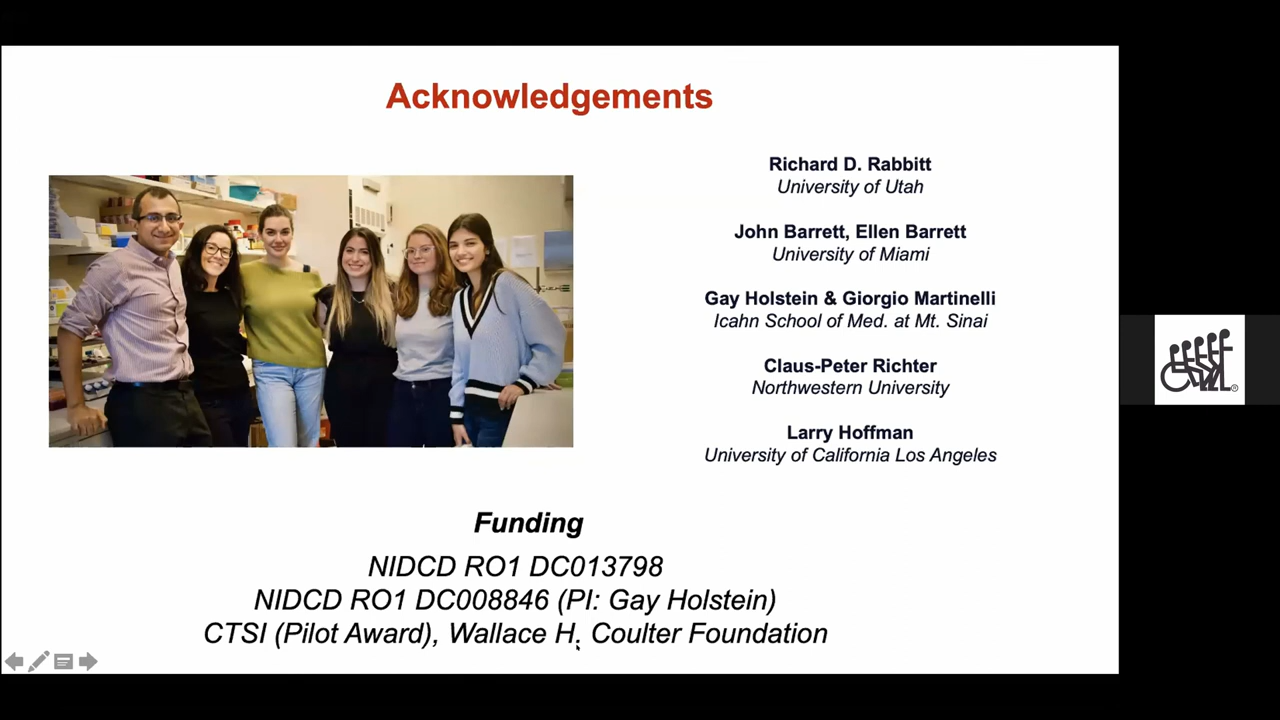 Acknowledgements
Richard D. Rabbitt
University of Utah
John Barrett, Ellen Barrett
University of Miami
Gay Holstein & Giorgio Martinelli
Icahn School of Med. at Mt. Sinai
Claus-Peter Richter
Northwestern University
Larry Hoffman
University of California Los Angeles
Funding
NIDCD RO1 DC013798
NIDCD RO1 DC008846 (PI: Gay Holstein)
CTSI (Pilot Award), Wallace H. Coulter Foundation
®